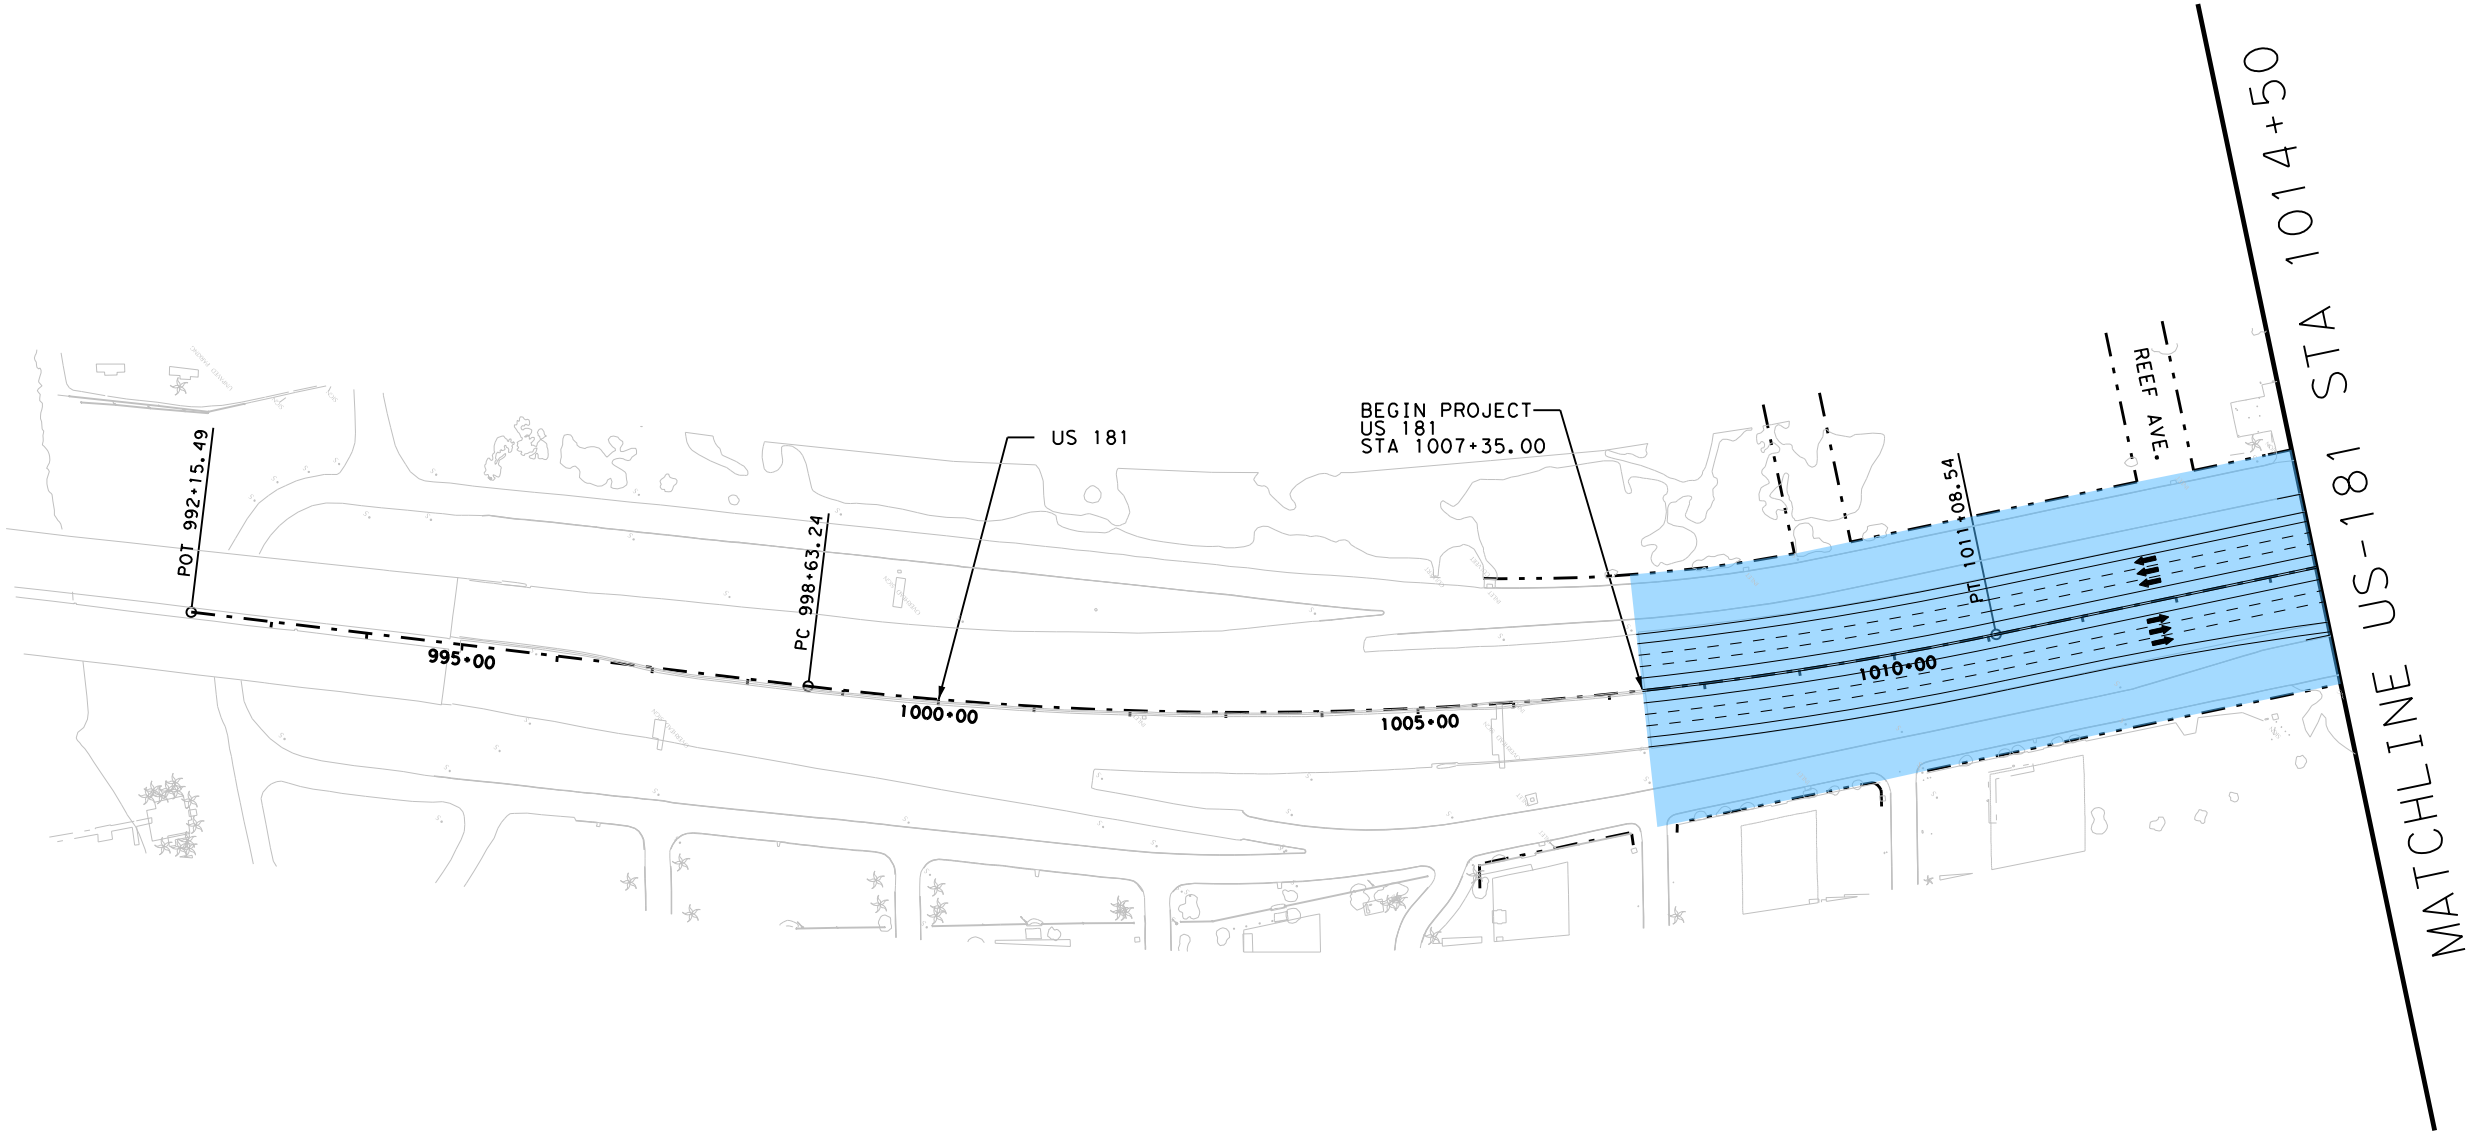 POT 992+15.49
995+00
PC 998+63.24
US 181
1000+00
BEGIN PROJECT
US 181
STA 1007+35.00
1005+00
1010+00
PT 1011+08.54
REEF AVE.
MATCHLINE US-181 STA 1014+50